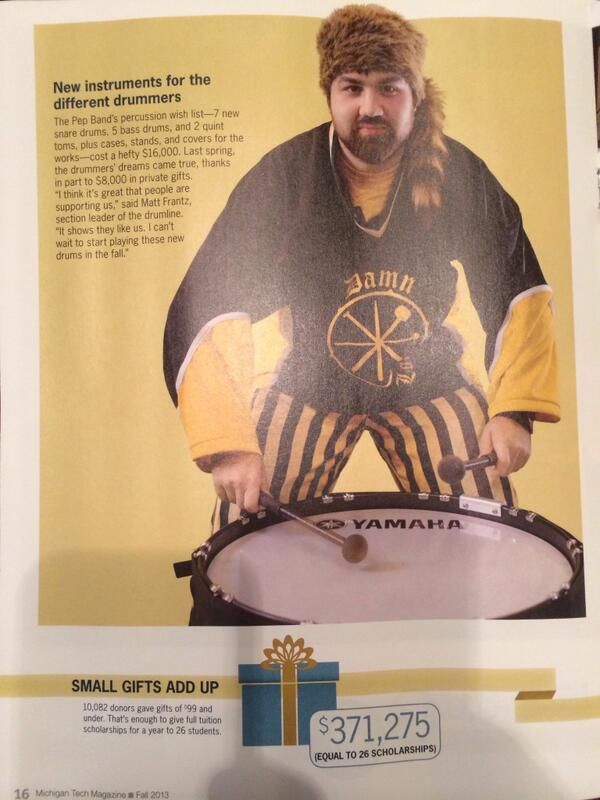 New instruments for the
different drummers
The Pep Band's percussion wish list—7 new
snare drums, 5 bass drums, and 2 quint
toms, plus cases, stands, and covers for the
works—cost a hefty $16,000. Last spring,
the drummers' dreams came true, thanks
in part to $8,000 in private gifts.
"I think it's great that people are
supporting us," said Matt Frantz,
section leader of the drumline.
"It shows they like us. I can't
wait to start playing these new
drums in the fall."
Damn
YAMAHA
SMALL GIFTS ADD UP
10,082 donors gave gifts of $99 and
under. That's enough to give full tuition
scholarships for a year to 26 students.
$371,275
(EQUAL TO 26 SCHOLARSHIPS)
16 Michigan Tech Magazine ■ Fall 2013